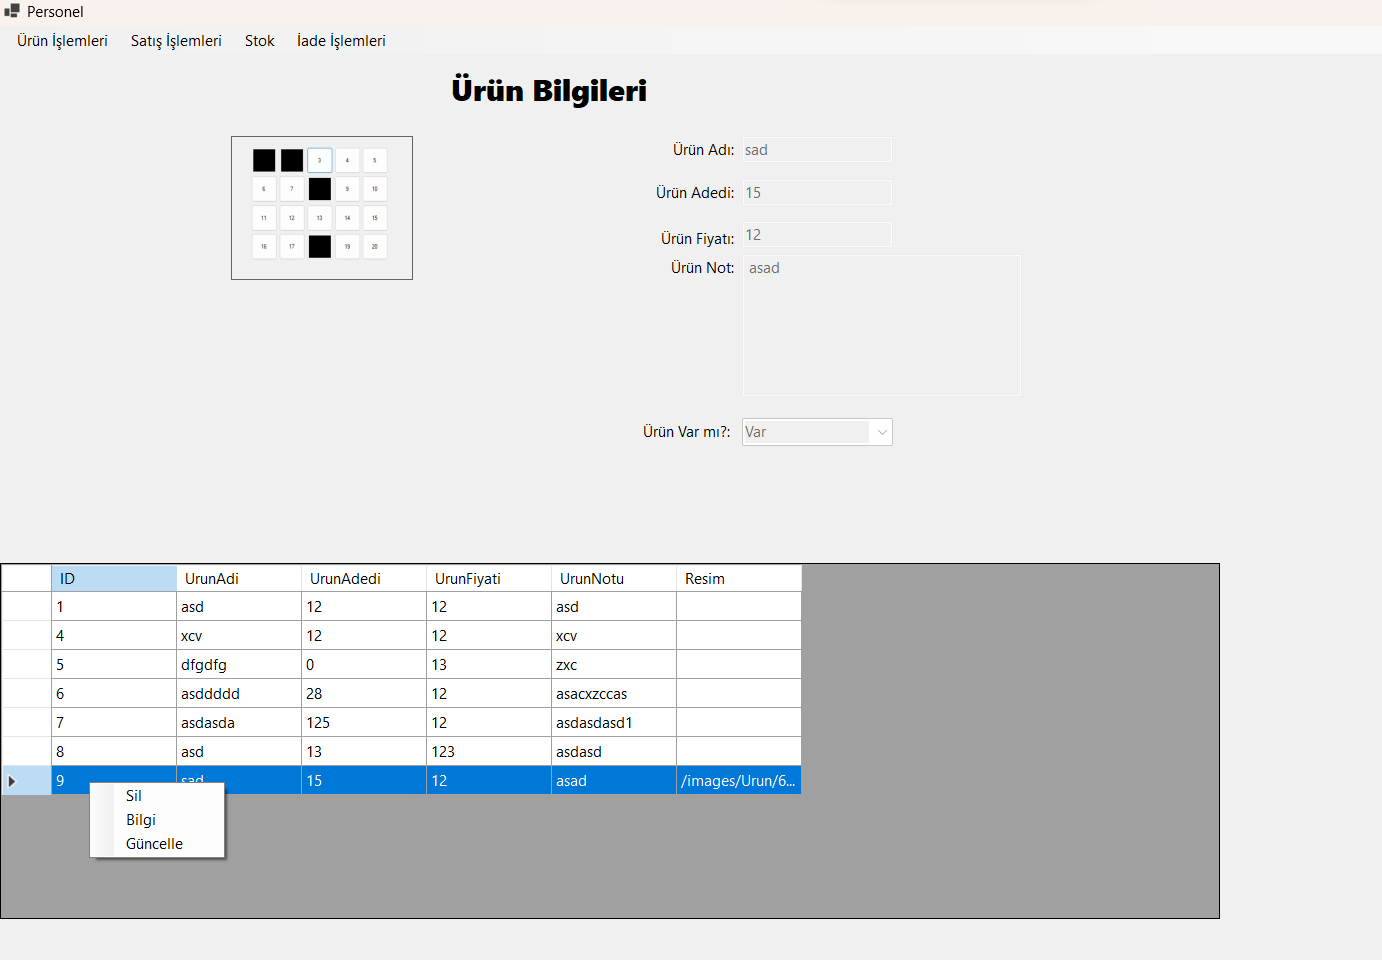 Personel
Ürün İşlemleri Satış İşlemleri Stok İade İşlemleri
Ürün Bilgileri
3 4 5
6 7 9 10
11 12 13 14 15
16 17 19 20
Ürün Adı: sad
Ürün Adedi: 15
Ürün Fiyatı: 12
Ürün Not: asad
Ürün Var mı?: Var
ID UrunAdi UrunAdedi UrunFiyati UrunNotu Resim
1 asd 12 12 asd
4 xcv 12 12 xcv
5 dfgdfg 0 13 zxc
6 asddddd 28 12 asacxzccas
7 asdasda 125 12 asdasdasd1
8 asd 13 123 asdasd
9 sad 15 12 asad /images/Urun/6...
Sil
Bilgi
Güncelle